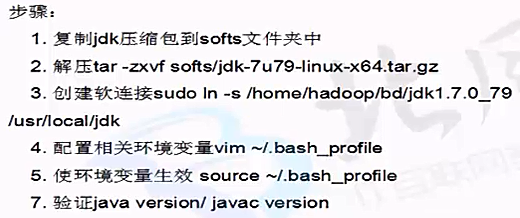 步骤：
1. 复制jdk压缩包到softs文件夹中
2. 解压tar -zxvf softs/jdk-7u79-linux-x64.tar.gz
3. 创建软连接sudo ln -s /home/hadoop/bd/jdk1.7.0_79
/usr/local/jdk
4. 配置相关环境变量vim ~/.bash_profile
5. 使环境变量生效 source ~/.bash_profile
7. 验证java version/ javac version